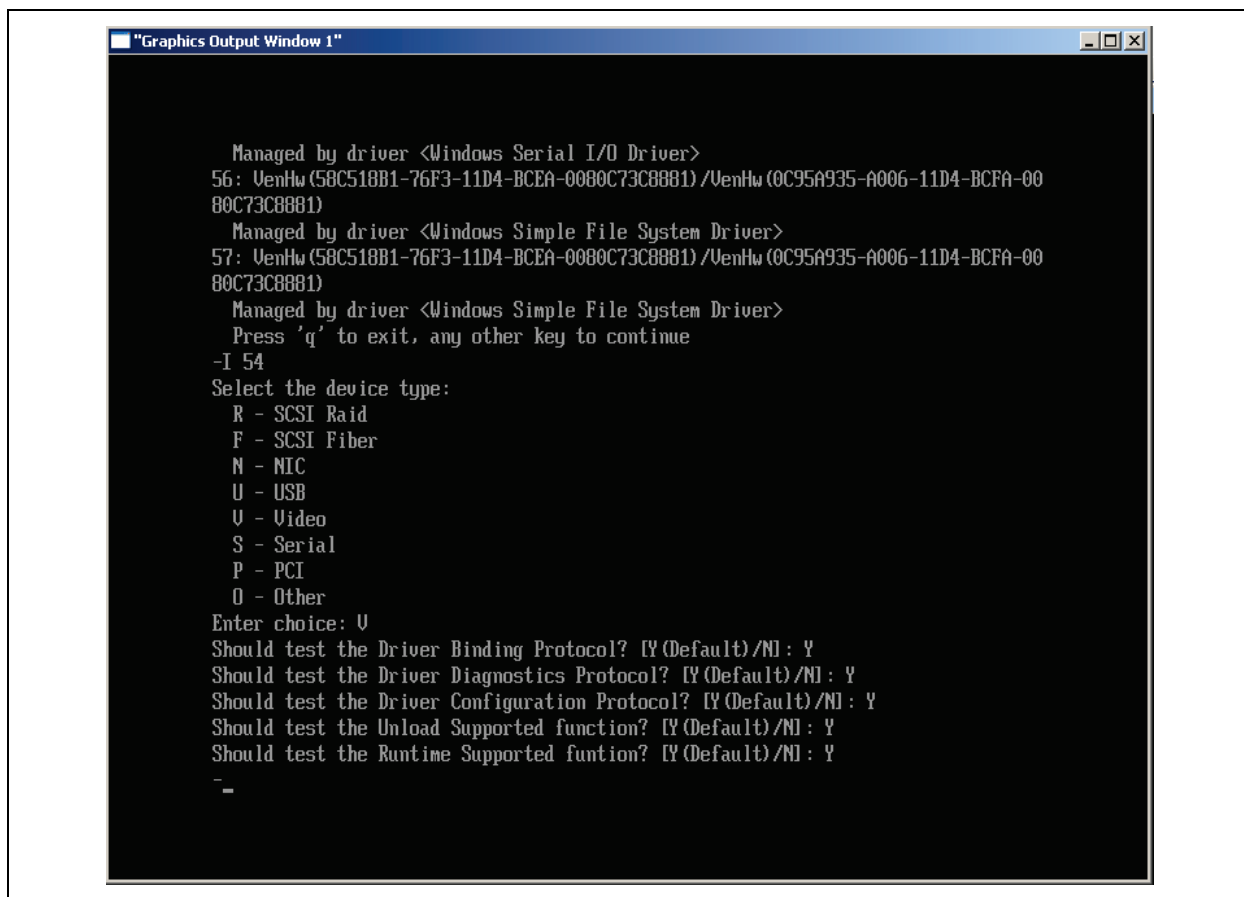 "Graphics Output Window 1"
Managed by driver <Windows Serial I/O Driver>
56: VenHw(58C518B1-76F3-11D4-BCEA-0080C73C8881)/VenHw(0C95A935-A006-11D4-BCFA-00
80C73C8881)
Managed by driver <Windows Simple File System Driver>
57: VenHw(58C518B1-76F3-11D4-BCEA-0080C73C8881)/VenHw(0C95A935-A006-11D4-BCFA-00
80C73C8881)
Managed by driver <Windows Simple File System Driver>
Press 'q' to exit, any other key to continue
-I 54
Select the device type:
R - SCSI Raid
F - SCSI Fiber
N - NIC
U - USB
V - Video
S - Serial
P - PCI
O - Other
Enter choice: V
Should test the Driver Binding Protocol? [Y(Default)/N]: Y
Should test the Driver Diagnostics Protocol? [Y(Default)/N]: Y
Should test the Driver Configuration Protocol? [Y(Default)/N]: Y
Should test the Unload Supported function? [Y(Default)/N]: Y
Should test the Runtime Supported funtion? [Y(Default)/N]: Y
-_